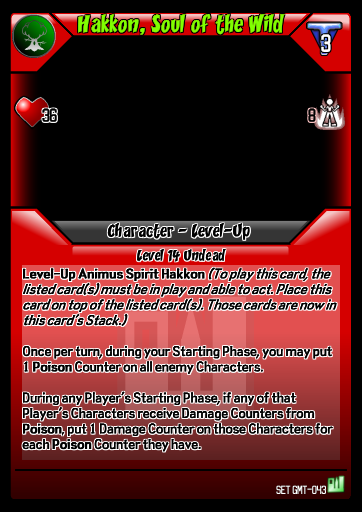 Hakkon, Soul of the Wild
3
36
8
Character - Level-Up
Level 14 Undead
Level-Up Animus Spirit Hakkon (To play this card, the
listed card(s) must be in play and able to act. Place this
card on top of the listed card(s). Those cards are now in
this card's Stack.)
Once per turn, during your Starting Phase, you may put
1 Poison Counter on all enemy Characters.
During any Player's Starting Phase, if any of that
Player's Characters receive Damage Counters from
Poison, put 1 Damage Counter on those Characters for
each Poison Counter they have.
SET GMT-043